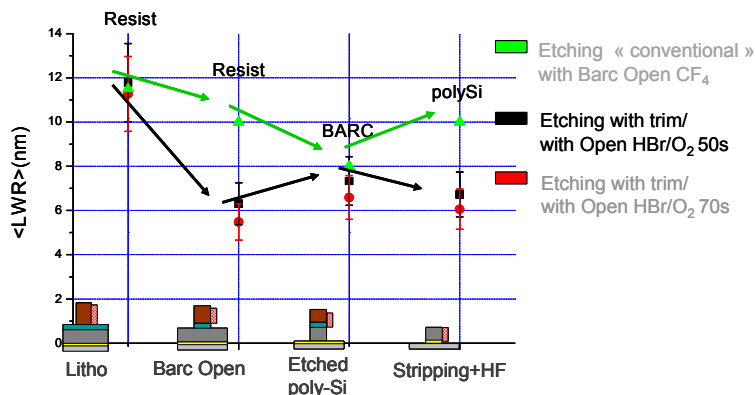 Resist
14
12
10
8
6
4
2
0
<LWR>(nm)
Resist
BARC
polySi
Litho
Barc Open
Etched
poly-Si
Stripping+HF
Etching « conventional »
with Barc Open CF4
Etching with trim/
with Open HBr/O2 50s
Etching with trim/
with Open HBr/O2 70s